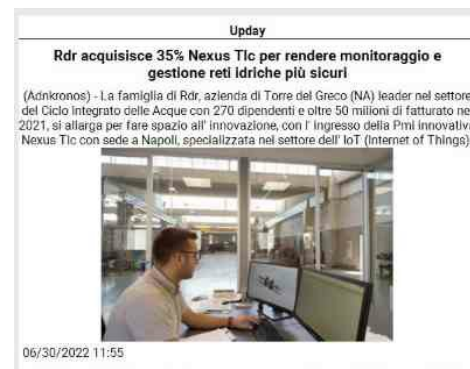 Upday
Rdr acquisisce 35% Nexus Tlc per rendere monitoraggio e
gestione reti idriche più sicuri
(Adnkronos) - La famiglia di Rdr, azienda di Torre del Greco (NA) leader nel settore
del Ciclo integrato delle Acque con 270 dipendenti e oltre 50 milioni di fatturato ne
2021, si allarga per fare spazio all' innovazione, con l' ingresso della Pmi innovativa
Nexus Tlc con sede a Napoli, specializzata nel settore dell' IoT (Internet of Things)
06/30/2022 11:55